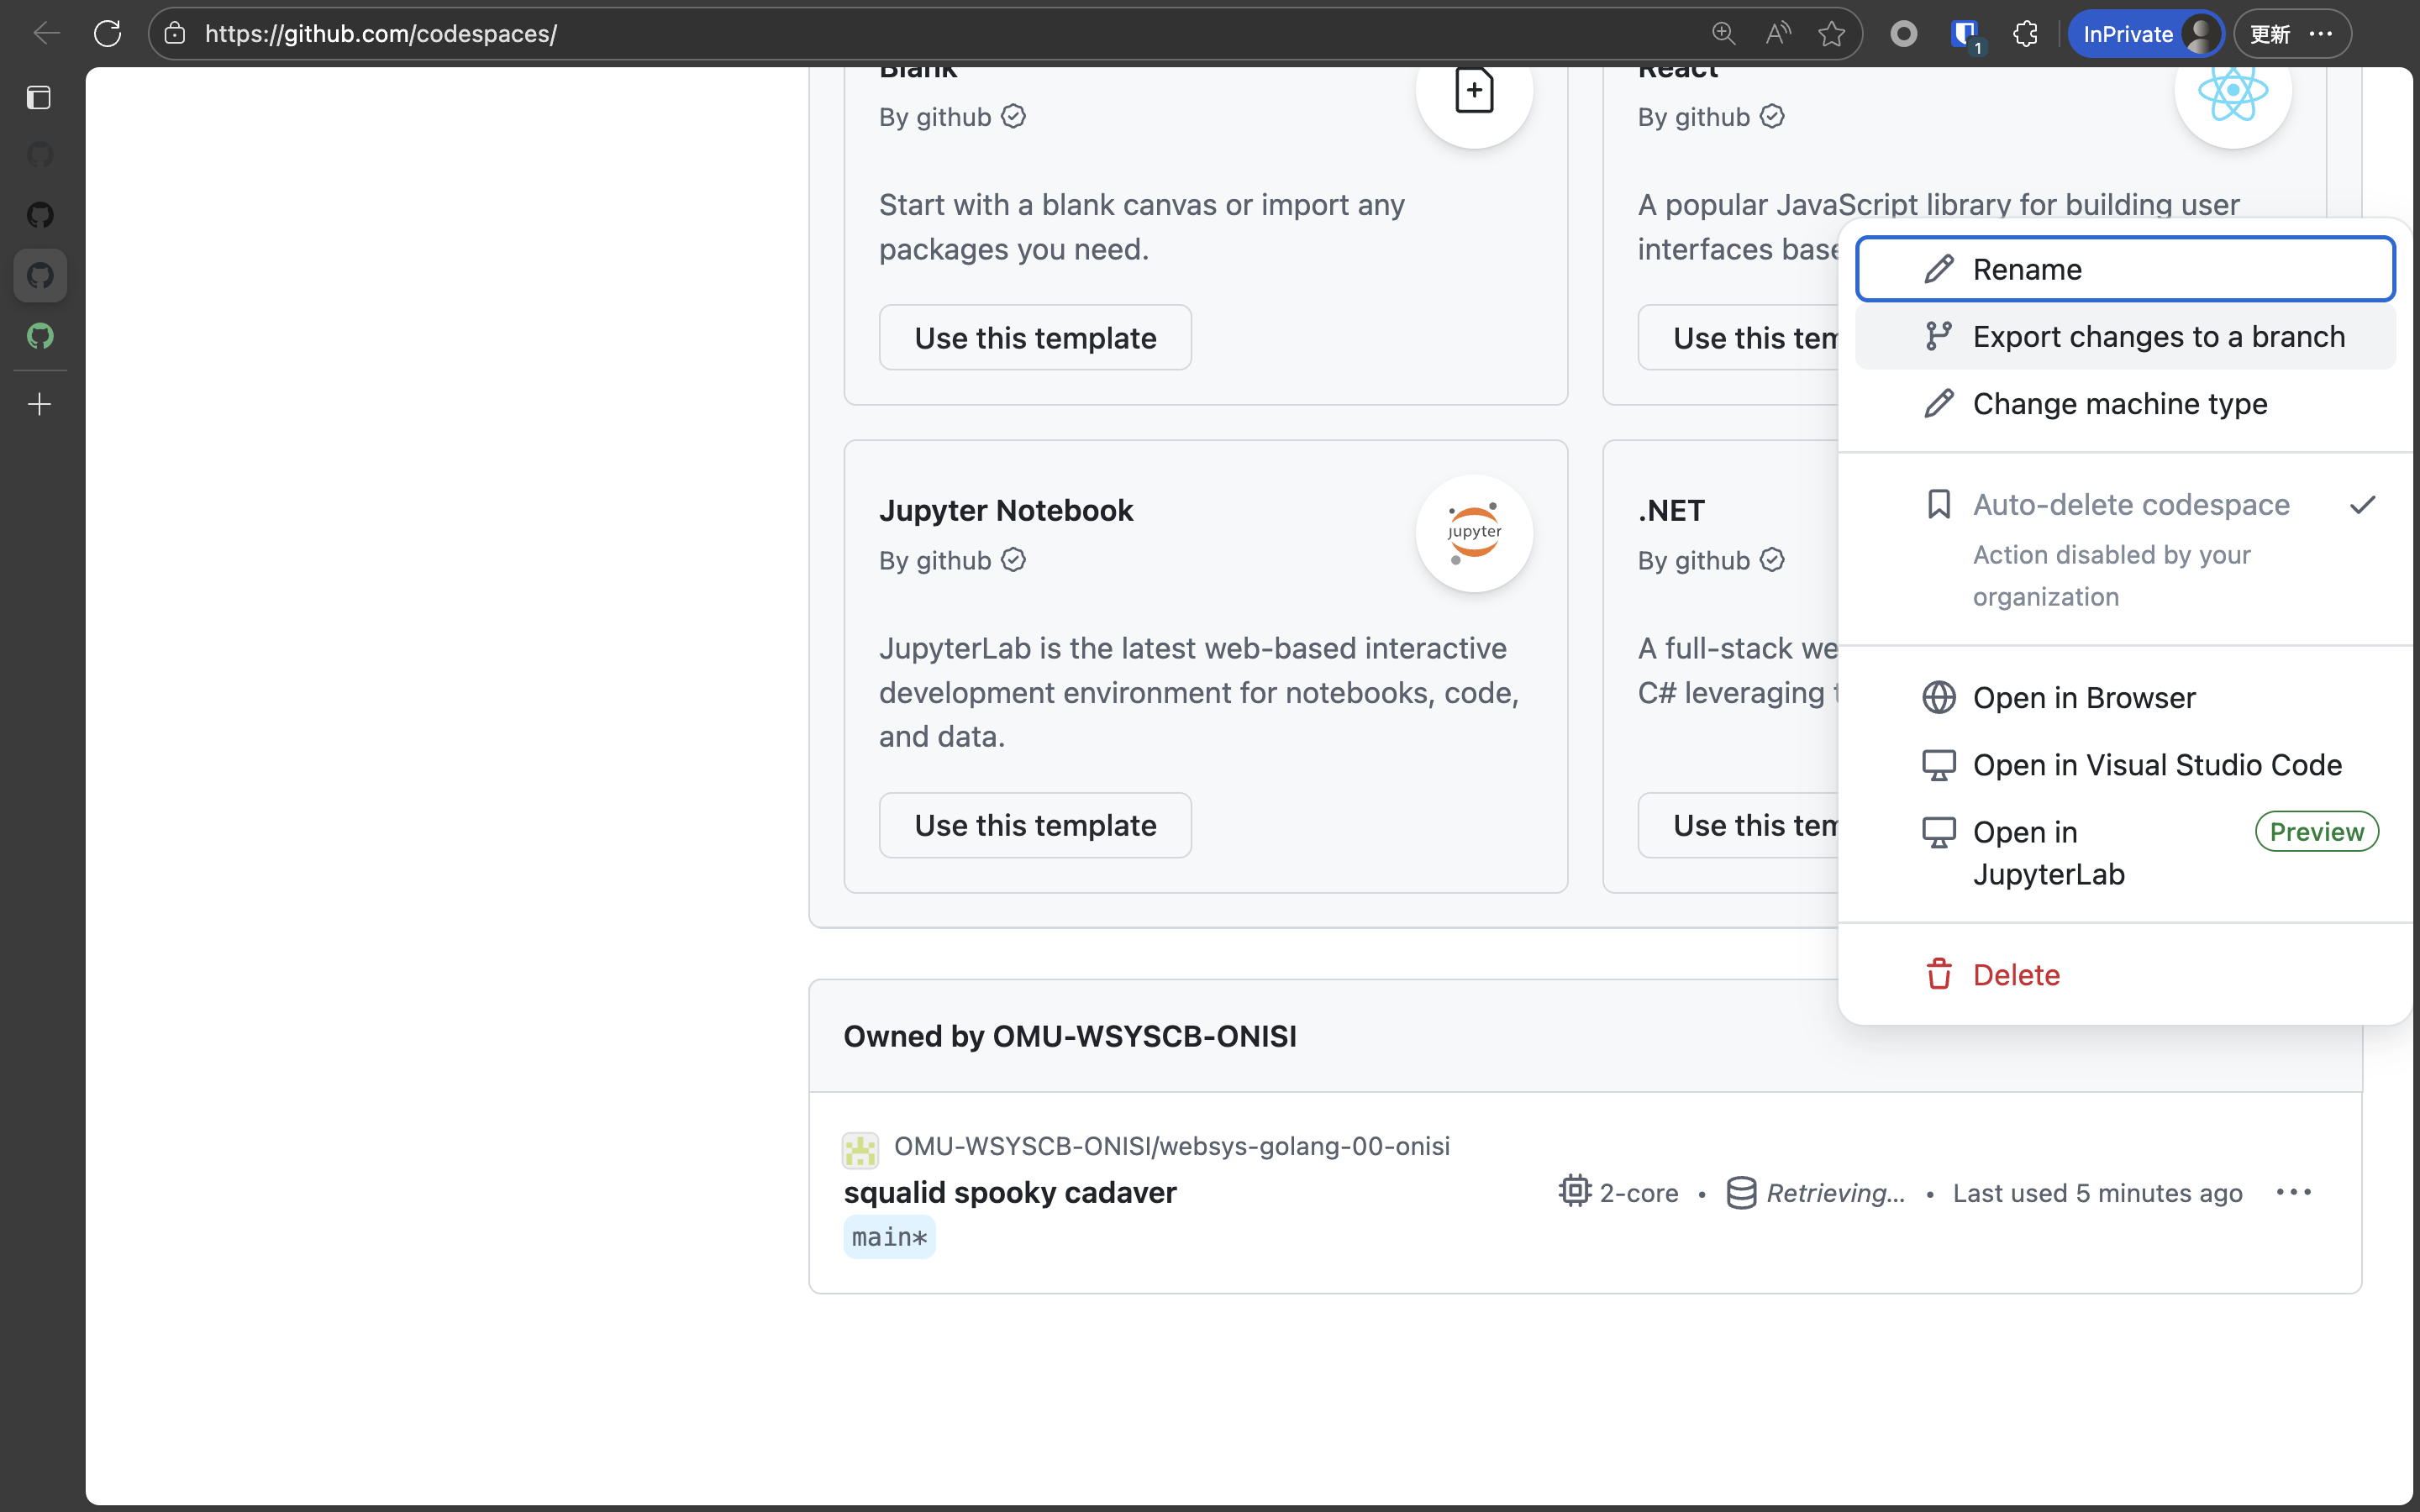 https://github.com/codespaces/
1
InPrivate
更新
Blank
By github
Start with a blank canvas or import any
packages you need.
Use this template
React
By github
A popular JavaScript library for building user
interfaces base
Use this tem
Jupyter Notebook
By github
jupyter
JupyterLab is the latest web-based interactive
development environment for notebooks, code,
and data.
Use this template
.NET
By github
A full-stack we
C# leveraging
Use this tem
Rename
Export changes to a branch
Change machine type
Auto-delete codespace
Action disabled by your
organization
Open in Browser
Open in Visual Studio Code
Open in
JupyterLab
Preview
Delete
Owned by OMU-WSYSCB-ONISI
OMU-WSYSCB-ONISI/websys-golang-00-onisi
squalid spooky cadaver
main*
2-core • Retrieving... • Last used 5 minutes ago